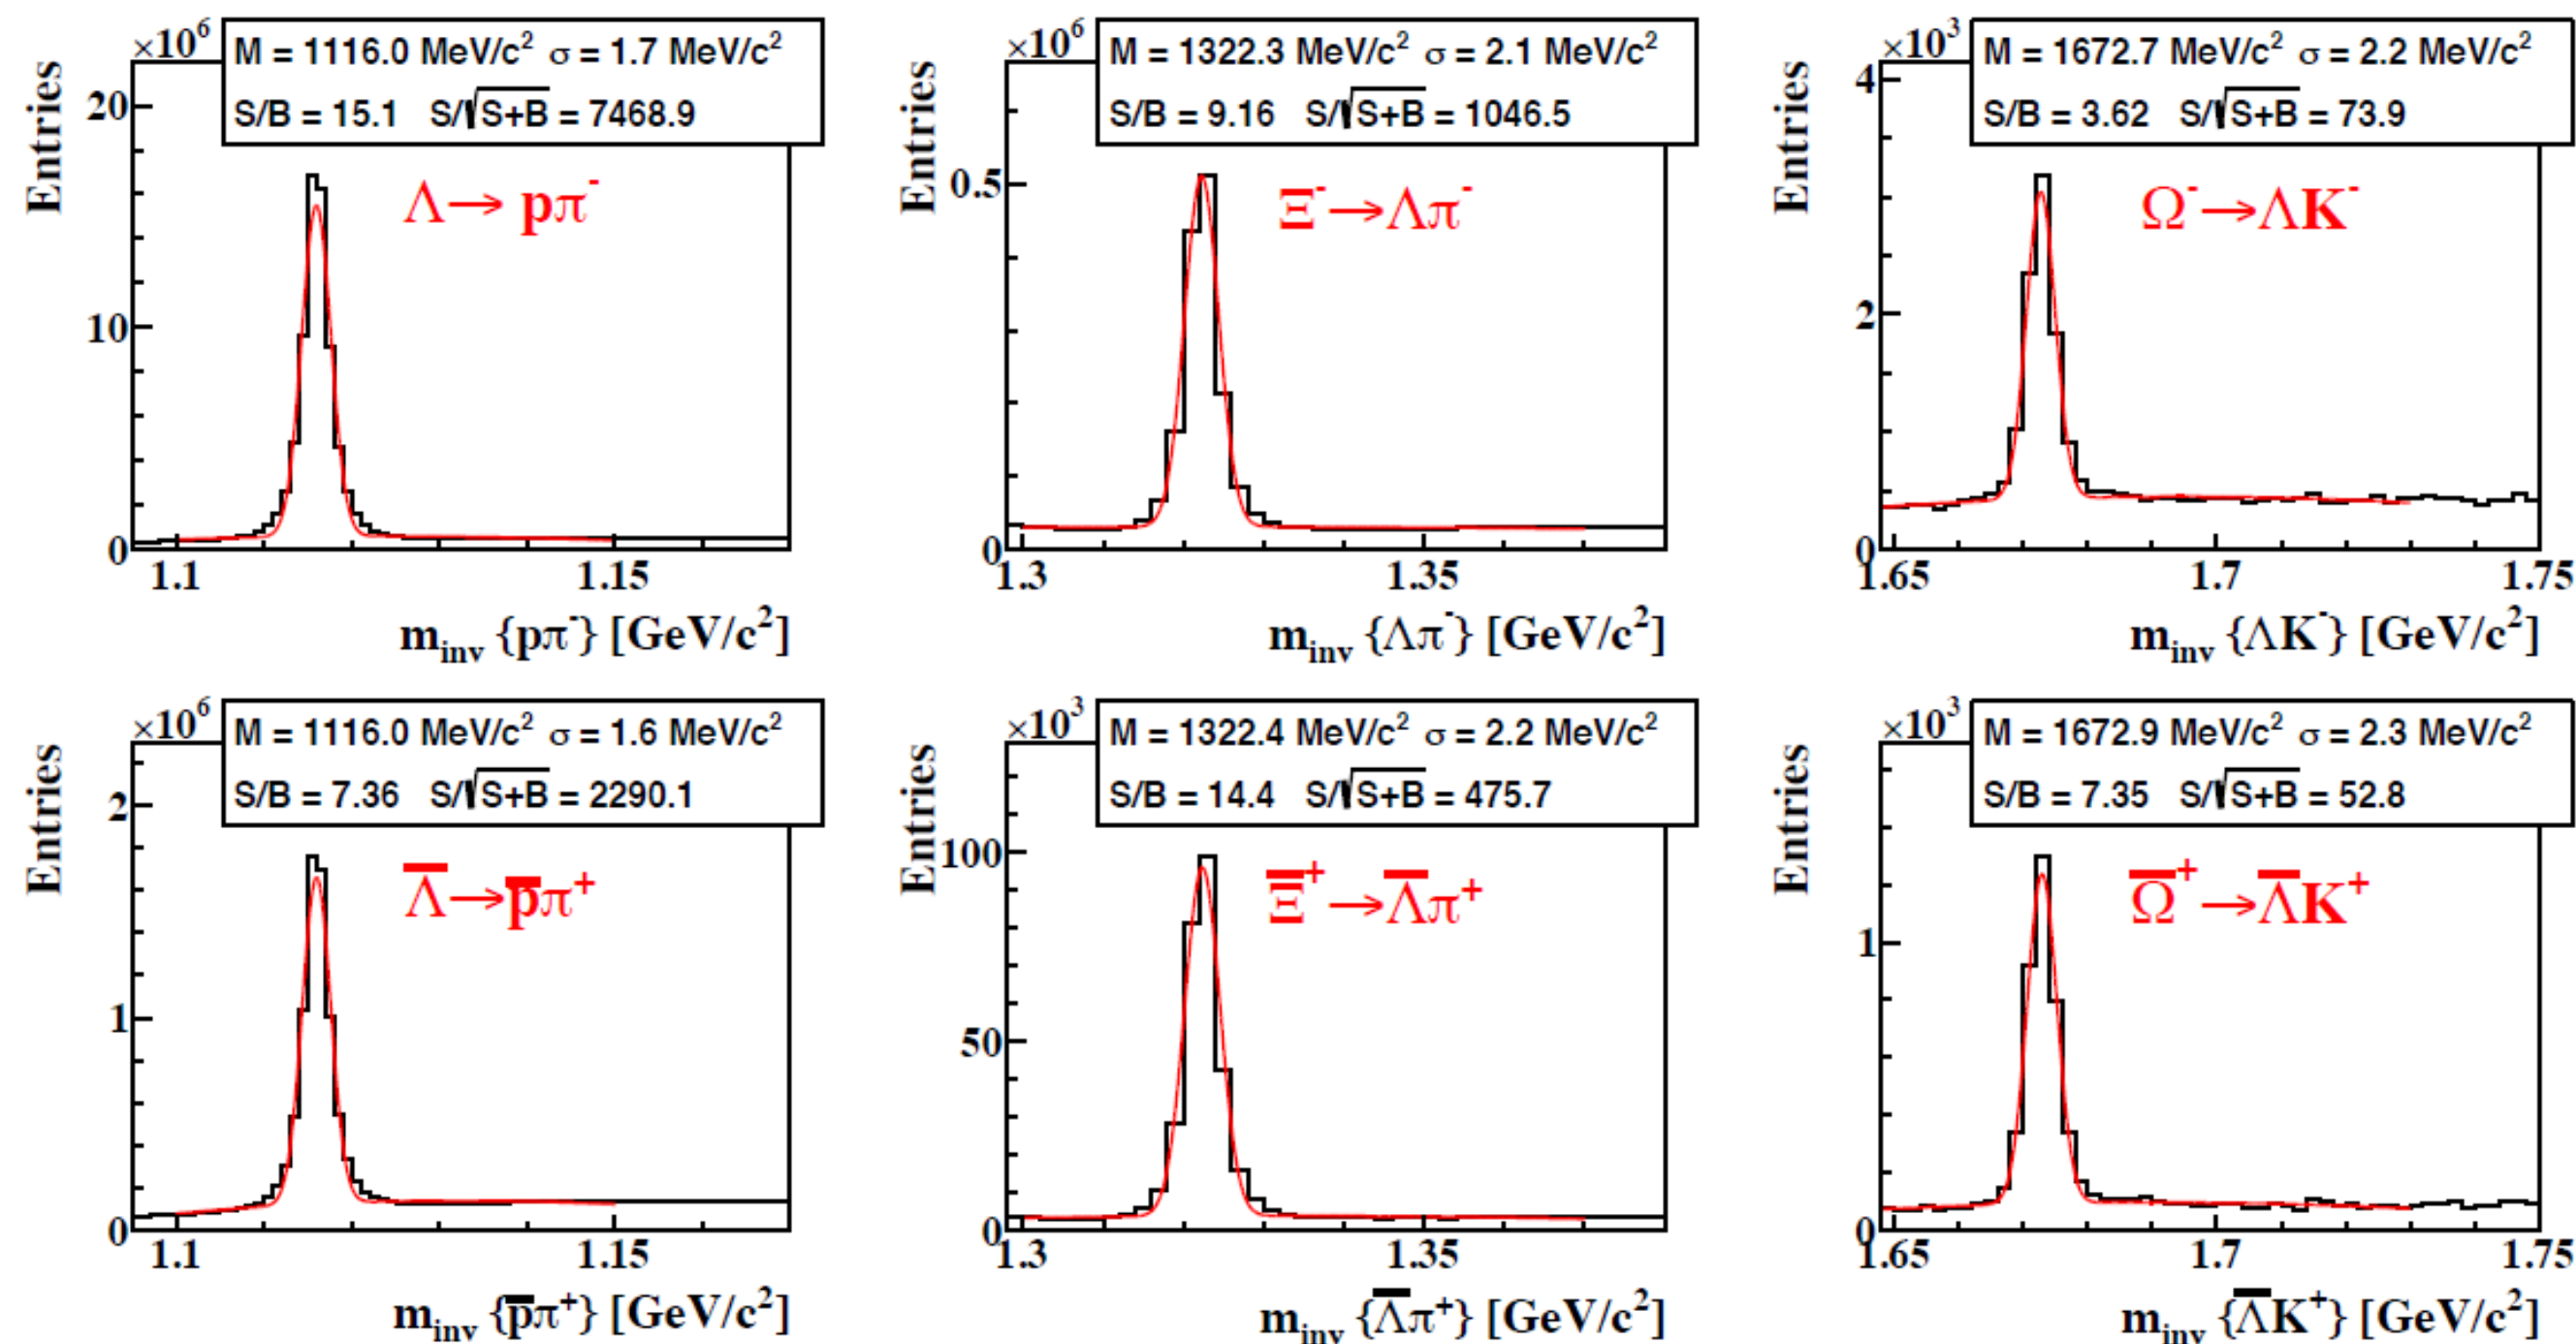 ×10⁶
M = 1116.0 MeV/c² σ = 1.7 MeV/c²
S/B = 15.1 S/√S+B = 7468.9
Entries
20
10
0
Λ→ pπ⁻
1.1 1.15
m_inv {pπ⁻} [GeV/c²]
×10⁶
M = 1322.3 MeV/c² σ = 2.1 MeV/c²
S/B = 9.16 S/√S+B = 1046.5
Entries
0.5
0
Ξ⁻→Λπ⁻
1.3 1.35
m_inv {Λπ⁻} [GeV/c²]
×10³
M = 1672.7 MeV/c² σ = 2.2 MeV/c²
S/B = 3.62 S/√S+B = 73.9
Entries
4
2
0
Ω⁻→ΛK⁻
1.65 1.7 1.75
m_inv {ΛK⁻} [GeV/c²]
×10⁶
M = 1116.0 MeV/c² σ = 1.6 MeV/c²
S/B = 7.36 S/√S+B = 2290.1
Entries
2
1
0
Λ̅→p̅π⁺
1.1 1.15
m_inv {p̅π⁺} [GeV/c²]
×10³
M = 1322.4 MeV/c² σ = 2.2 MeV/c²
S/B = 14.4 S/√S+B = 475.7
Entries
100
50
0
Ξ̅⁺→Λ̅π⁺
1.3 1.35
m_inv {Λ̅π⁺} [GeV/c²]
×10³
M = 1672.9 MeV/c² σ = 2.3 MeV/c²
S/B = 7.35 S/√S+B = 52.8
Entries
1
0
Ω̅⁺→Λ̅K⁺
1.65 1.7 1.75
m_inv {Λ̅K⁺} [GeV/c²]